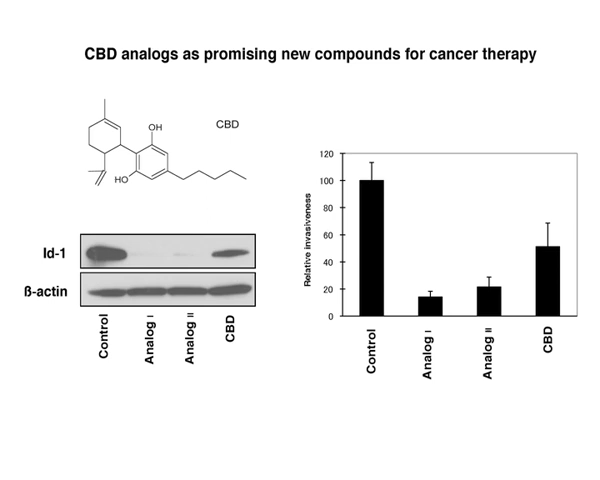 CBD analogs as promising new compounds for cancer therapy
OH
CBD
HO
Id-1
ß-actin
Control
Analog I
Analog II
CBD
Relative invasiveness
120
100
80
60
40
20
0
Control
Analog I
Analog II
CBD